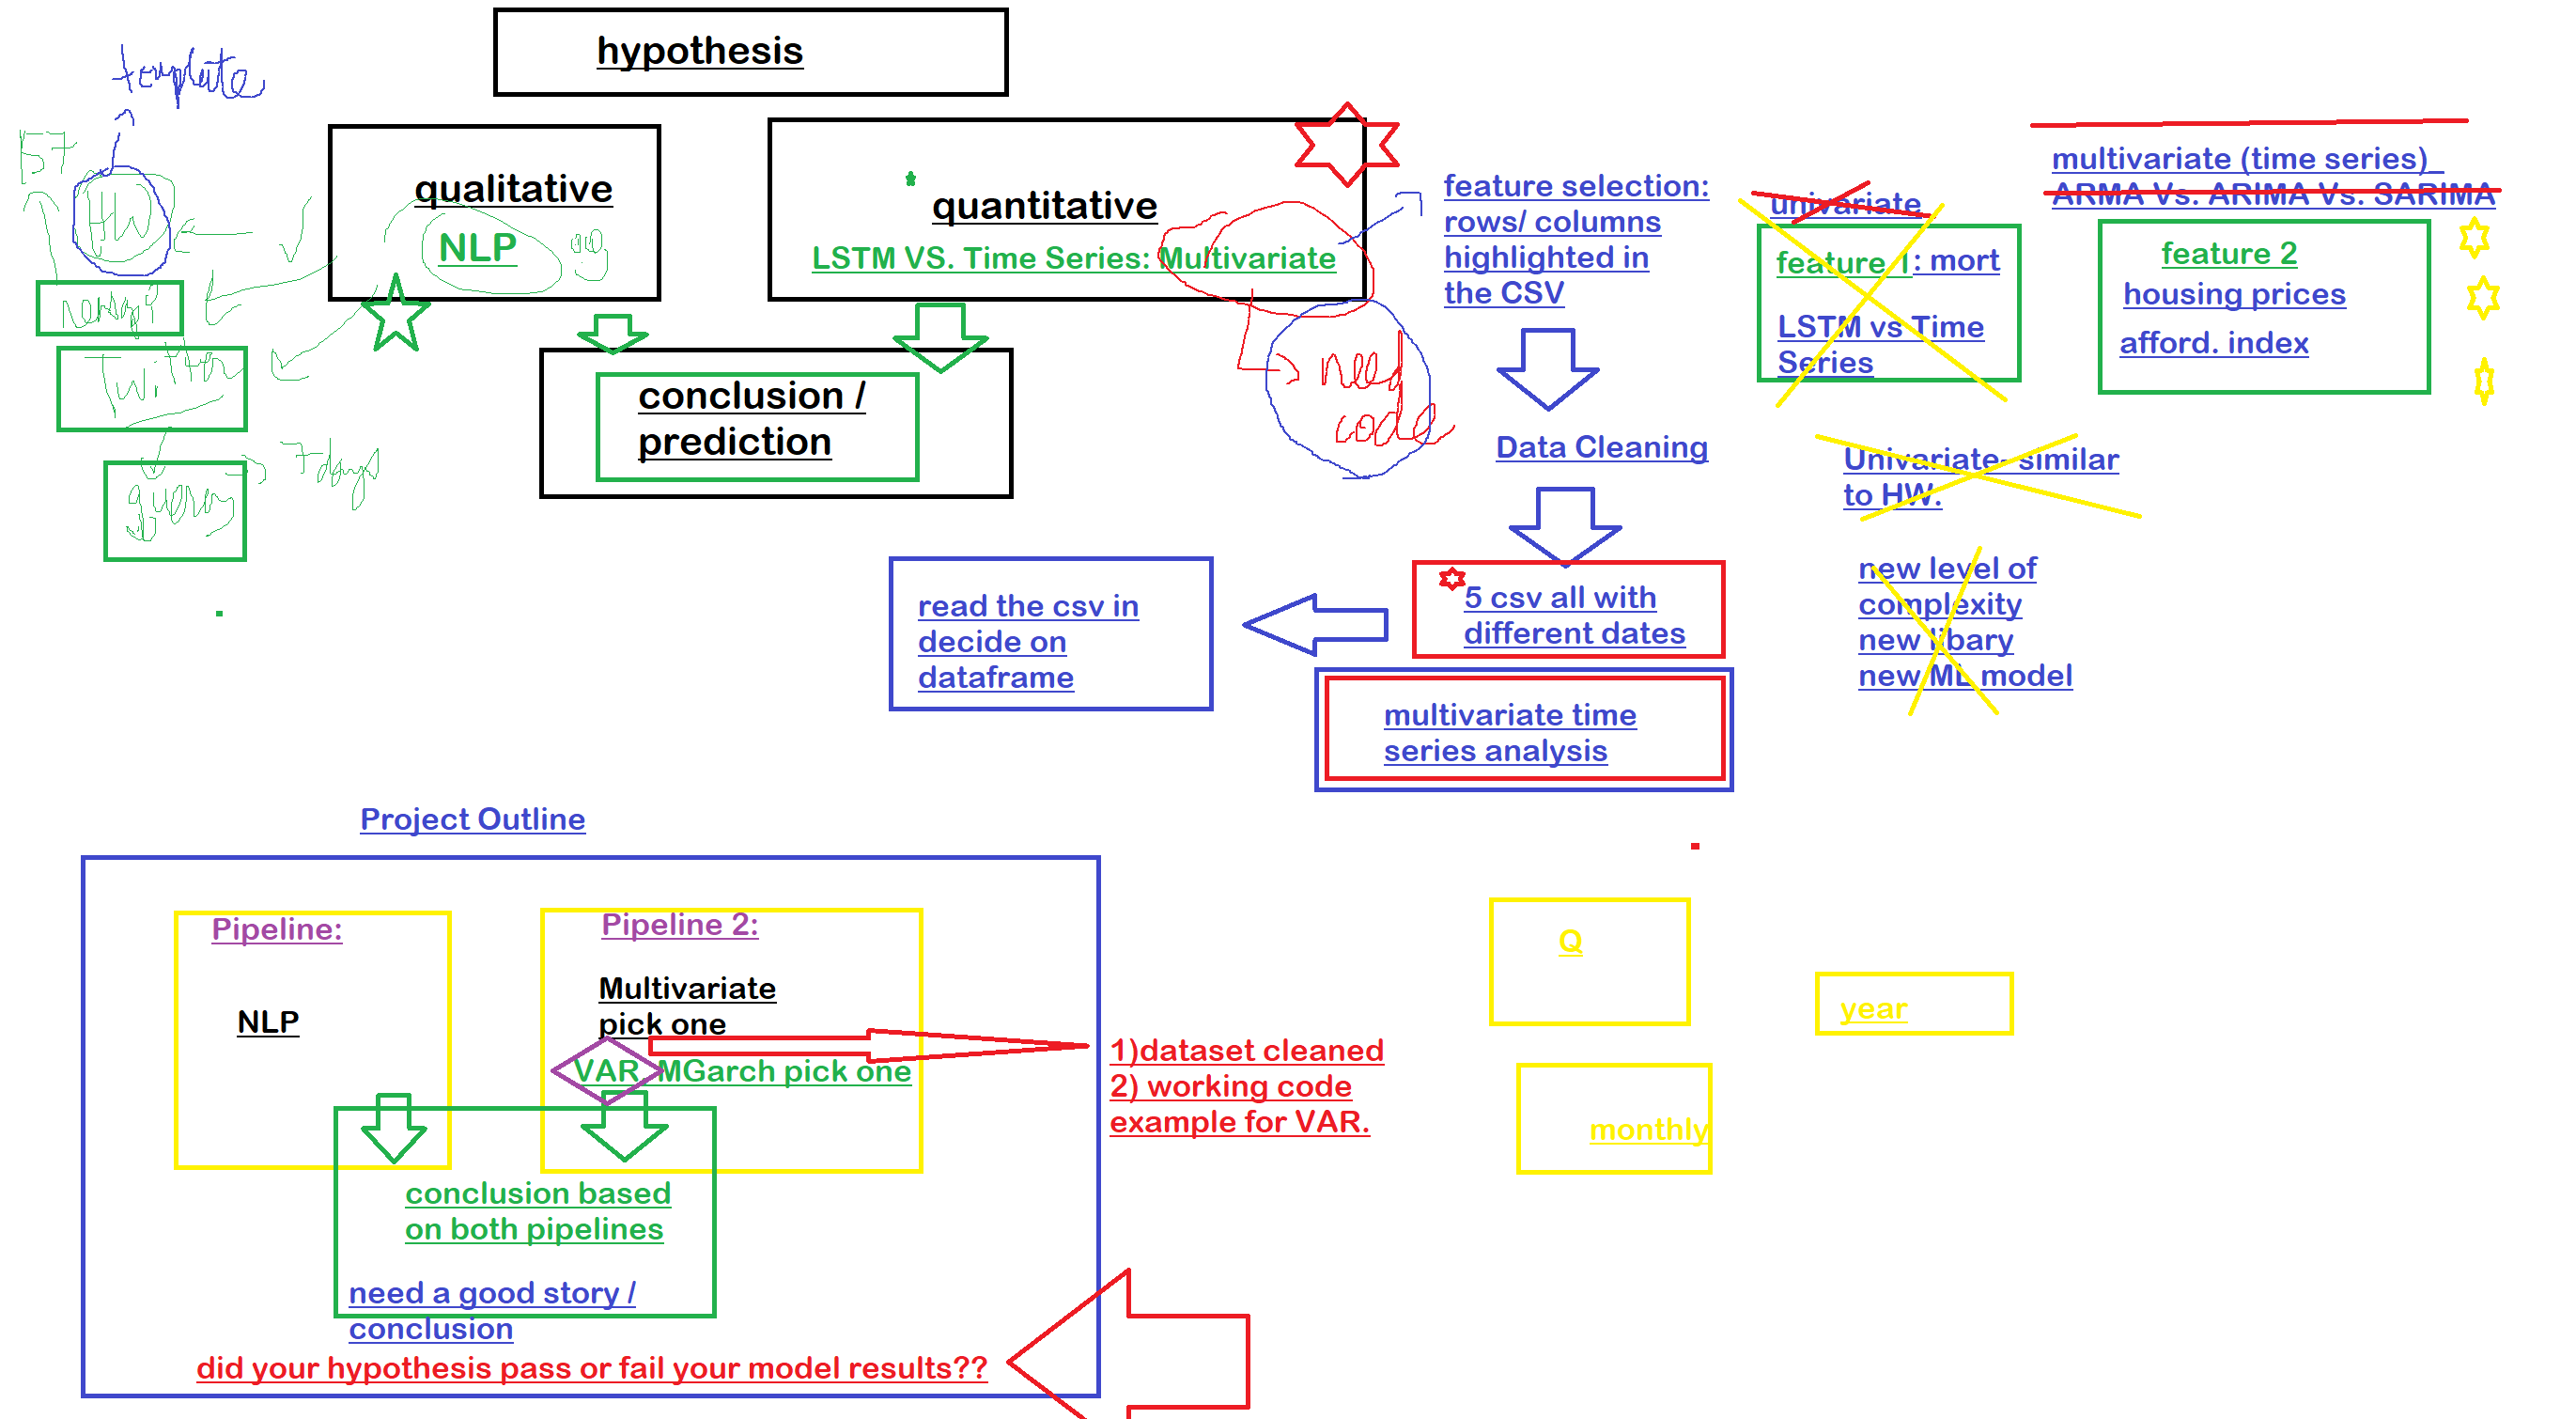 hypothesis
template
57
HW
qualitative
NLP
quantitative
LSTM VS. Time Series: Multivariate
need
code
Twitter
query
7 days
conclusion /
prediction
feature selection:
rows/ columns
highlighted in
the CSV
Data Cleaning
5 csv all with
different dates
read the csv in
decide on
dataframe
multivariate time
series analysis
univariate
feature 1: mort
LSTM vs Time
Series
multivariate (time series)_
ARMA Vs. ARIMA Vs. SARIMA
feature 2
housing prices
afford. index
Univariate- similar
to HW.
new level of
complexity
new libary
new ML model
Project Outline
Pipeline:
NLP
Pipeline 2:
Multivariate
pick one
VAR MGarch pick one
1)dataset cleaned
2) working code
example for VAR.
conclusion based
on both pipelines
need a good story /
conclusion
did your hypothesis pass or fail your model results??
Q
year
monthly